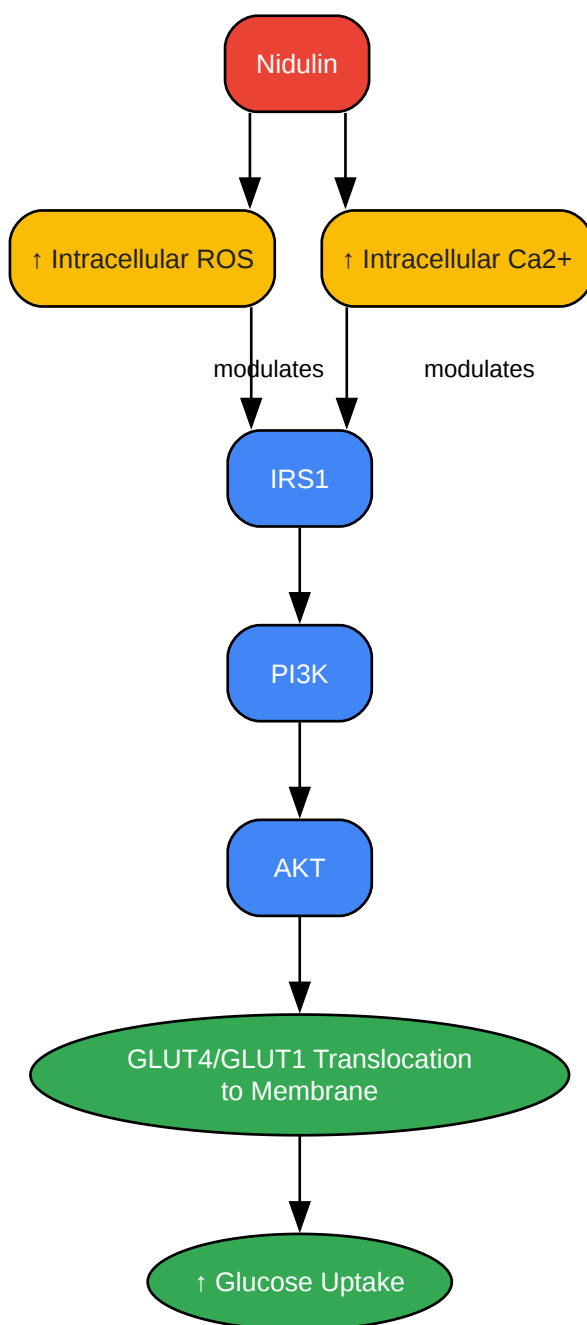 Nidulin
↑ Intracellular ROS
↑ Intracellular Ca2+
modulates
modulates
IRS1
PI3K
AKT
GLUT4/GLUT1 Translocation
to Membrane
↑ Glucose Uptake